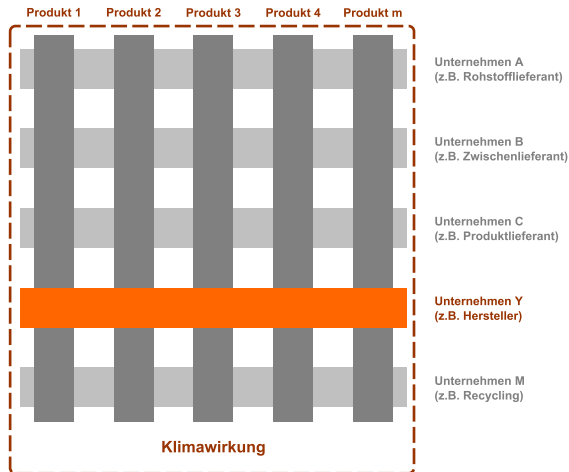 Produkt 1 Produkt 2 Produkt 3 Produkt 4 Produkt m
Unternehmen A
(z.B. Rohstofflieferant)
Unternehmen B
(z.B. Zwischenlieferant)
Unternehmen C
(z.B. Produktlieferant)
Unternehmen Y
(z.B. Hersteller)
Unternehmen M
(z.B. Recycling)
Klimawirkung